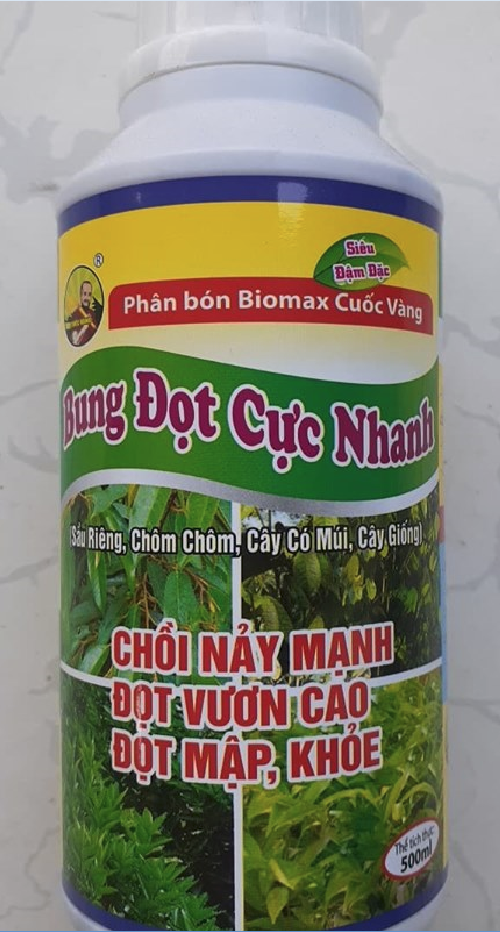 Siêu
Đậm Đặc
®
Phân bón Biomax Cuốc Vàng
Bung Đọt Cực Nhanh
(Sầu Riêng, Chôm Chôm, Cây Có Múi, Cây Giống)
CHỒI NẢY MẠNH
ĐỌT VƯƠN CAO
ĐỘT MẬP, KHỎE
Thể tích thực:
500ml